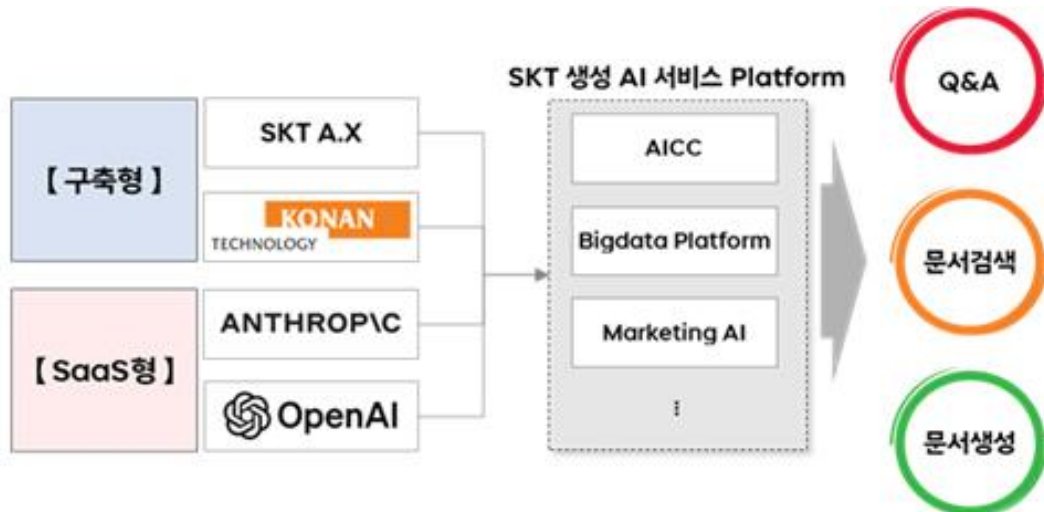 SKT 생성 AI 서비스 Platform
【 구축형 】
SKT A.X
KONAN
TECHNOLOGY
【 SaaS형 】
ANTHROP\C
OpenAI
AICC
Bigdata Platform
Marketing AI
⋮
Q&A
문서검색
문서생성